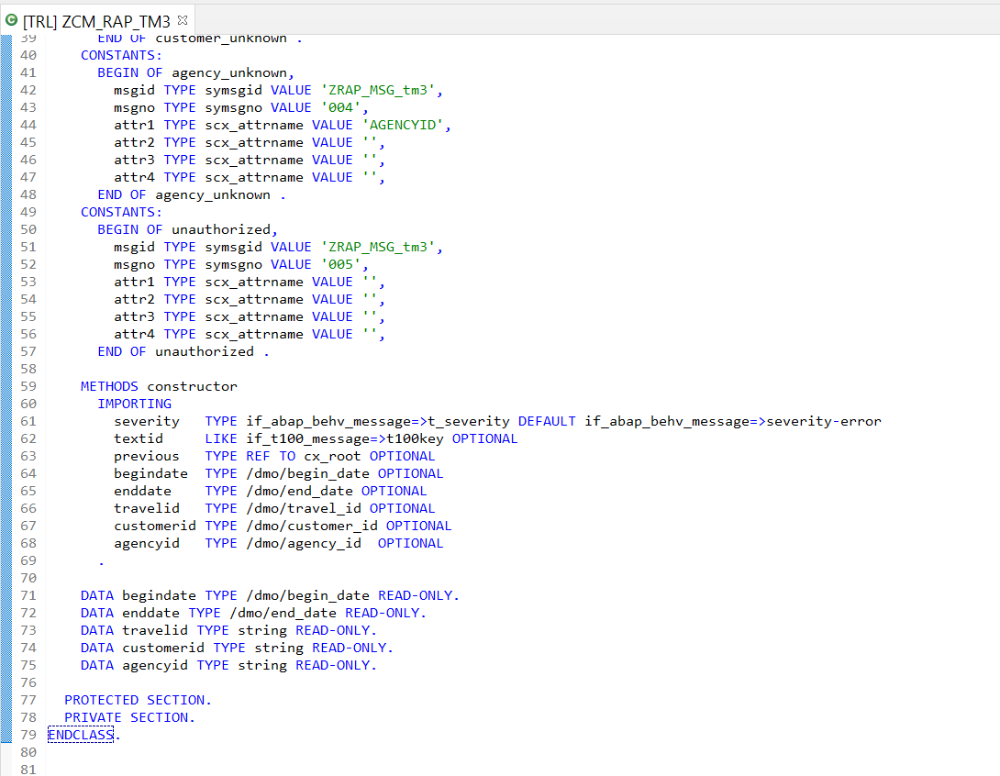 [TRL] ZCM_RAP_TM3
39 END OF customer_unknown .
40 CONSTANTS:
41 BEGIN OF agency_unknown,
42 msgid TYPE symsgid VALUE 'ZRAP_MSG_tm3',
43 msgno TYPE symsgno VALUE '004',
44 attr1 TYPE scx_attrname VALUE 'AGENCYID',
45 attr2 TYPE scx_attrname VALUE '',
46 attr3 TYPE scx_attrname VALUE '',
47 attr4 TYPE scx_attrname VALUE '',
48 END OF agency_unknown .
49 CONSTANTS:
50 BEGIN OF unauthorized,
51 msgid TYPE symsgid VALUE 'ZRAP_MSG_tm3',
52 msgno TYPE symsgno VALUE '005',
53 attr1 TYPE scx_attrname VALUE '',
54 attr2 TYPE scx_attrname VALUE '',
55 attr3 TYPE scx_attrname VALUE '',
56 attr4 TYPE scx_attrname VALUE '',
57 END OF unauthorized .
58
59 METHODS constructor
60 IMPORTING
61 severity TYPE if_abap_behv_message=>t_severity DEFAULT if_abap_behv_message=>severity-error
62 textid LIKE if_t100_message=>t100key OPTIONAL
63 previous TYPE REF TO cx_root OPTIONAL
64 begindate TYPE /dmo/begin_date OPTIONAL
65 enddate TYPE /dmo/end_date OPTIONAL
66 travelid TYPE /dmo/travel_id OPTIONAL
67 customerid TYPE /dmo/customer_id OPTIONAL
68 agencyid TYPE /dmo/agency_id OPTIONAL
69 .
70
71 DATA begindate TYPE /dmo/begin_date READ-ONLY.
72 DATA enddate TYPE /dmo/end_date READ-ONLY.
73 DATA travelid TYPE string READ-ONLY.
74 DATA customerid TYPE string READ-ONLY.
75 DATA agencyid TYPE string READ-ONLY.
76
77 PROTECTED SECTION.
78 PRIVATE SECTION.
79 ENDCLASS.
80
81